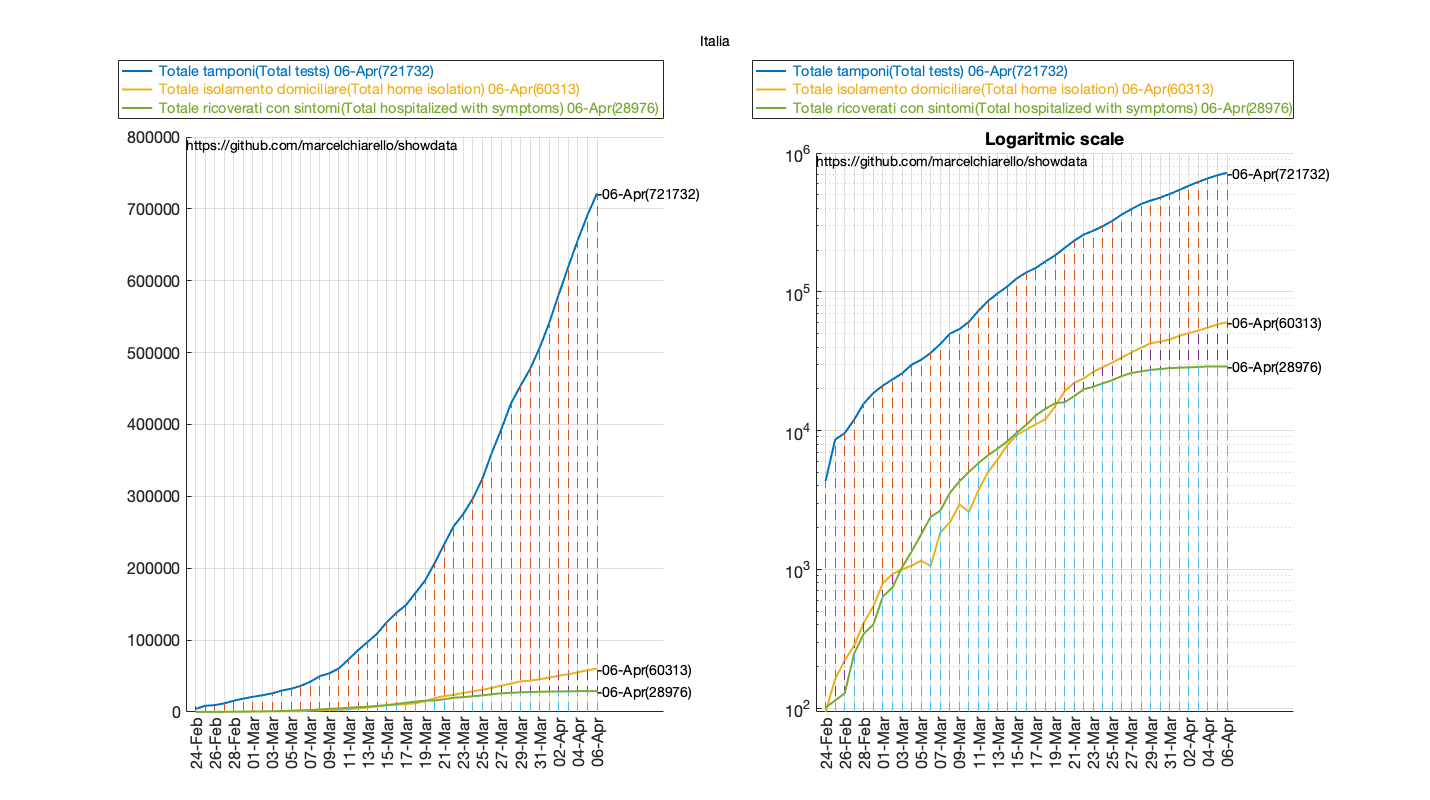 Italia
Totale tamponi(Total tests) 06-Apr(721732)
Totale isolamento domiciliare(Total home isolation) 06-Apr(60313)
Totale ricoverati con sintomi(Total hospitalized with symptoms) 06-Apr(28976)
800000
https://github.com/marcelchiarello/showdata
-06-Apr(721732)
700000
600000
500000
400000
300000
200000
100000
-06-Apr(60313)
-06-Apr(28976)
0
24-Feb
26-Feb
28-Feb
01-Mar
03-Mar
05-Mar
07-Mar
09-Mar
11-Mar
13-Mar
15-Mar
17-Mar
19-Mar
21-Mar
23-Mar
25-Mar
27-Mar
29-Mar
31-Mar
02-Apr
04-Apr
06-Apr
Totale tamponi(Total tests) 06-Apr(721732)
Totale isolamento domiciliare(Total home isolation) 06-Apr(60313)
Totale ricoverati con sintomi(Total hospitalized with symptoms) 06-Apr(28976)
Logaritmic scale
10^6
https://github.com/marcelchiarello/showdata
-06-Apr(721732)
10^5
-06-Apr(60313)
-06-Apr(28976)
10^4
10^3
10^2
24-Feb
26-Feb
28-Feb
01-Mar
03-Mar
05-Mar
07-Mar
09-Mar
11-Mar
13-Mar
15-Mar
17-Mar
19-Mar
21-Mar
23-Mar
25-Mar
27-Mar
29-Mar
31-Mar
02-Apr
04-Apr
06-Apr